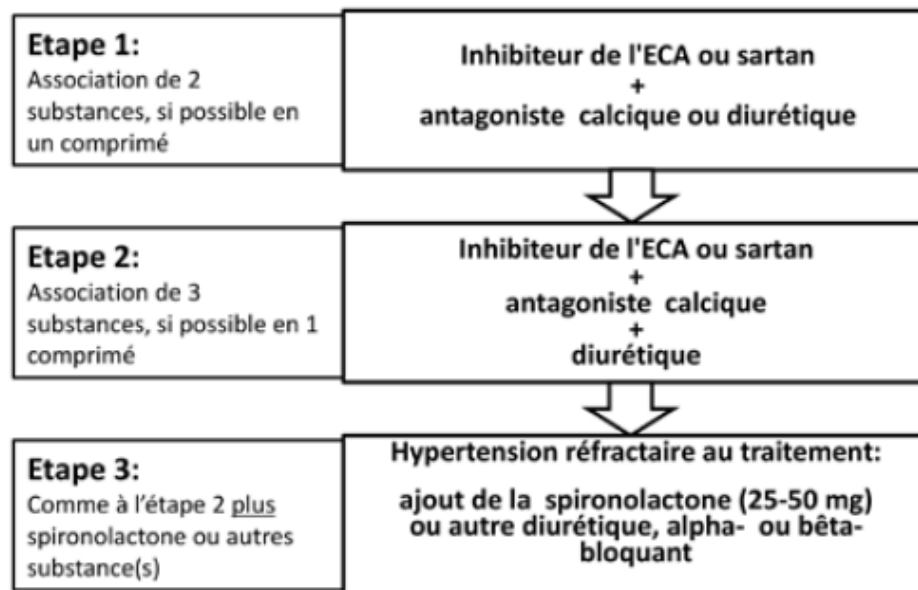 Etape 1:
Association de 2
substances, si possible en
un comprimé
Inhibiteur de l'ECA ou sartan
+
antagoniste calcique ou diurétique
Etape 2:
Association de 3
substances, si possible en 1
comprimé
Inhibiteur de l'ECA ou sartan
+
antagoniste calcique
+
diurétique
Etape 3:
Comme à l'étape 2 plus
spironolactone ou autres
substance(s)
Hypertension réfractaire au traitement:
ajout de la spironolactone (25-50 mg)
ou autre diurétique, alpha- ou bêta-
bloquant